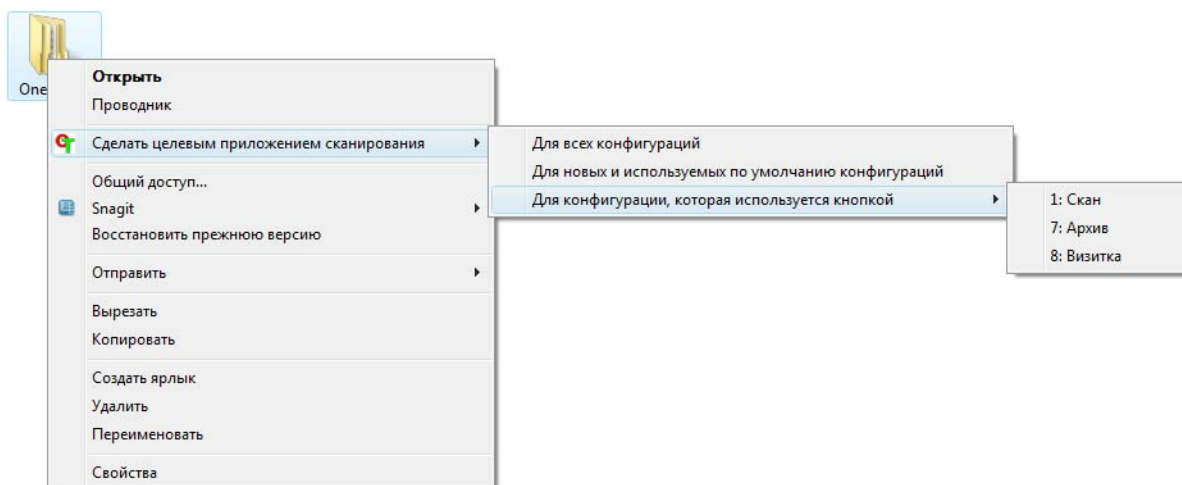 One
Открыть
Проводник
Сделать целевым приложением сканирования
Общий доступ...
Snagit
Восстановить прежнюю версию
Отправить
Вырезать
Копировать
Создать ярлык
Удалить
Переименовать
Свойства
Для всех конфигураций
Для новых и используемых по умолчанию конфигураций
Для конфигурации, которая используется кнопкой
1: Скан
7: Архив
8: Визитка